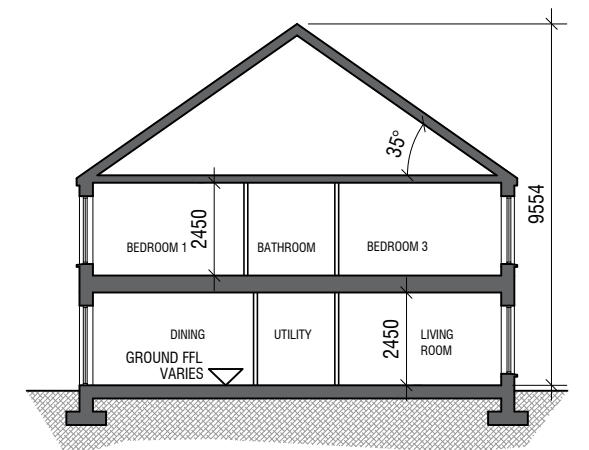 35°
9554
2450
BEDROOM 1
BATHROOM
BEDROOM 3
DINING
UTILITY
2450
LIVING
ROOM
GROUND FFL
VARIES